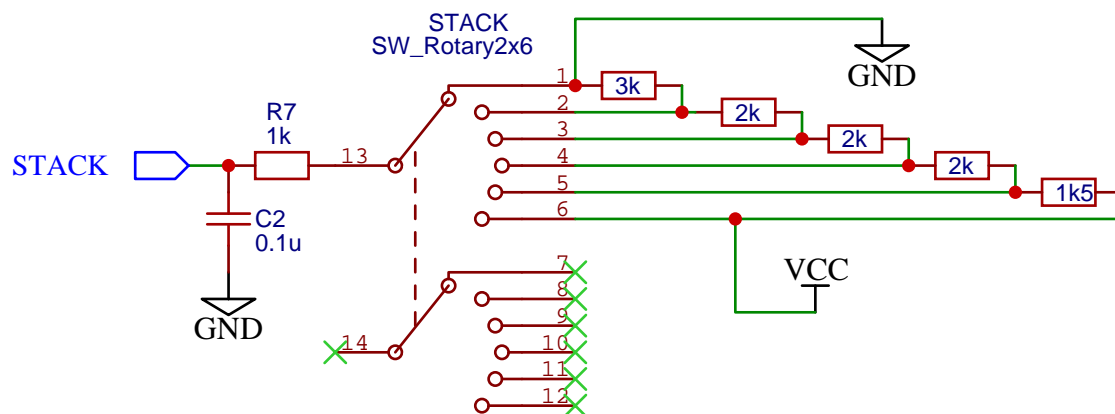 STACK
SW_Rotary2x6
GND
1
3k
2
2k
R7
1k
3
2k
STACK
13
4
2k
5
1k5
C2
0.1u
6
VCC
7
GND
8
9
14
10
11
12